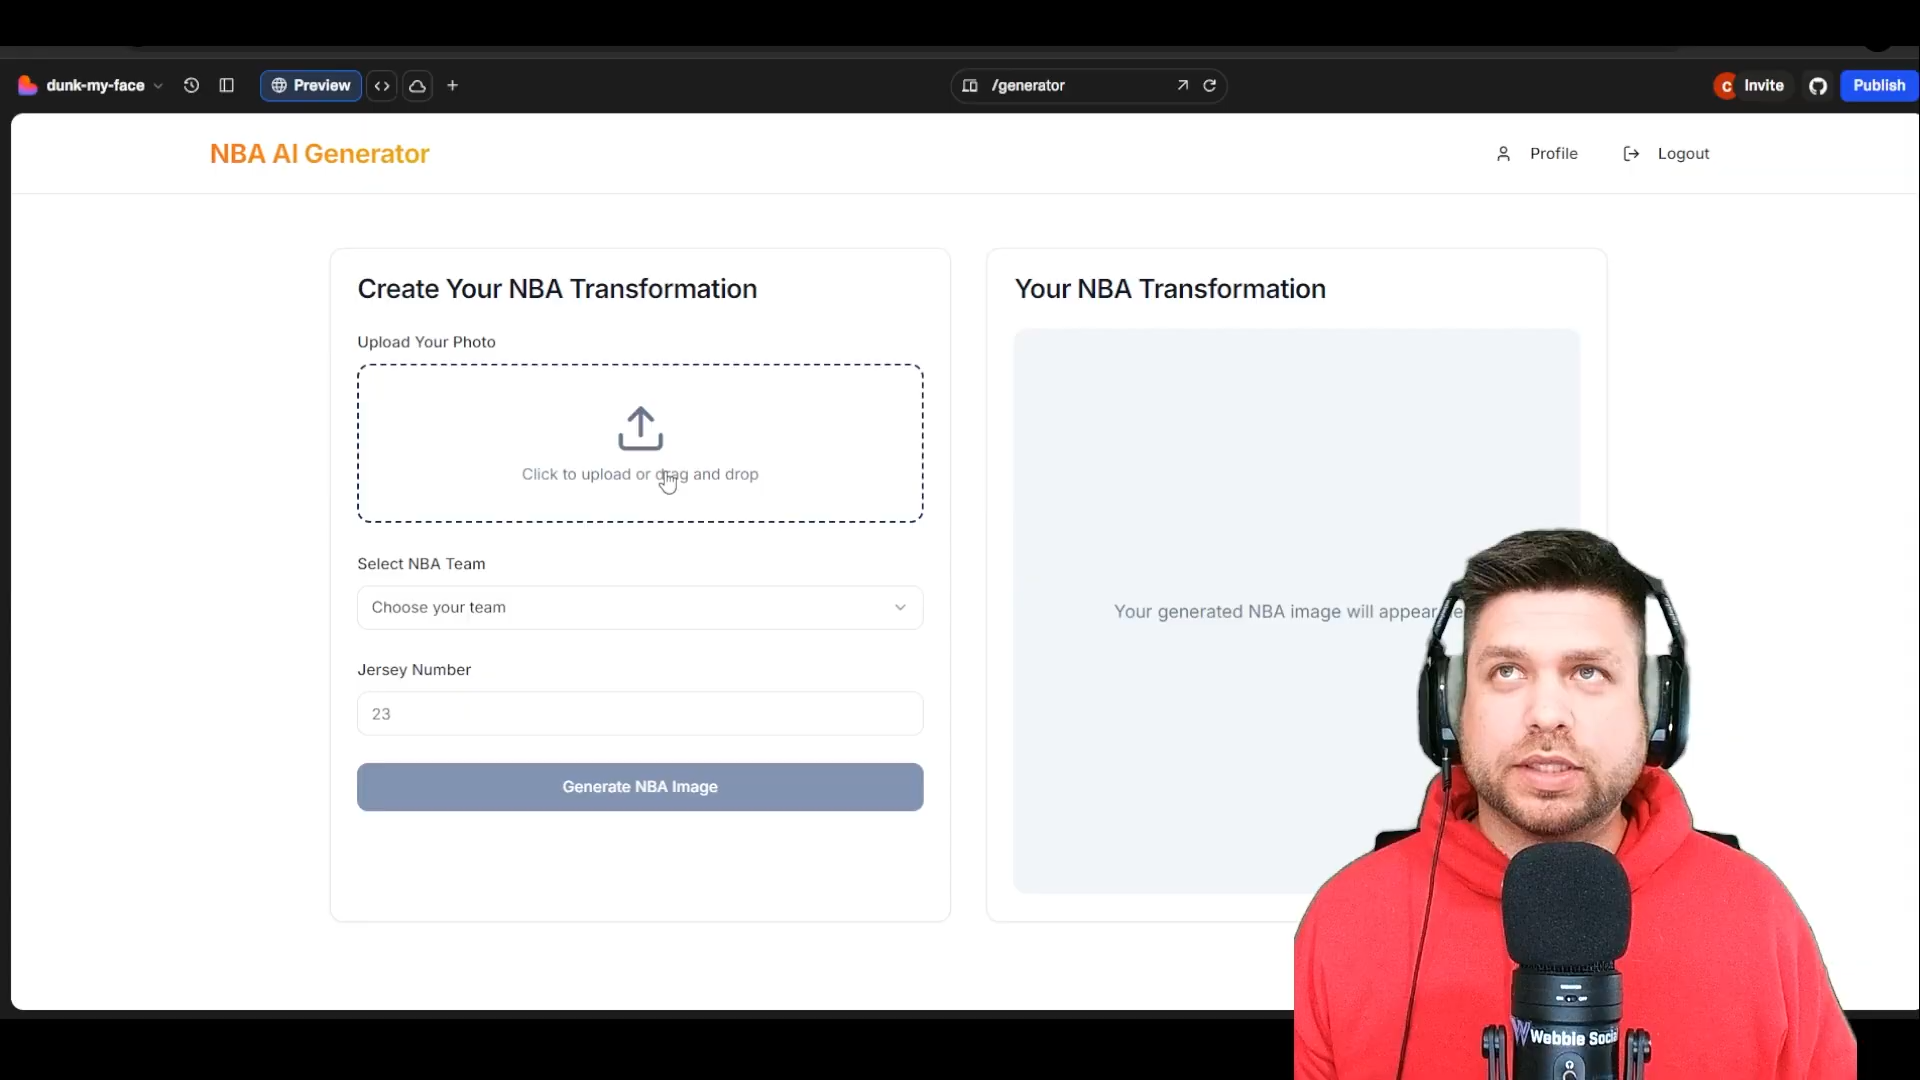 dunk-my-face
Preview
/generator
C
Invite
Publish
NBA AI Generator
Profile
Logout
Create Your NBA Transformation
Upload Your Photo
Click to upload or drag and drop
Select NBA Team
Choose your team
Jersey Number
23
Generate NBA Image
Your NBA Transformation
Your generated NBA image will appear
Webbie Social